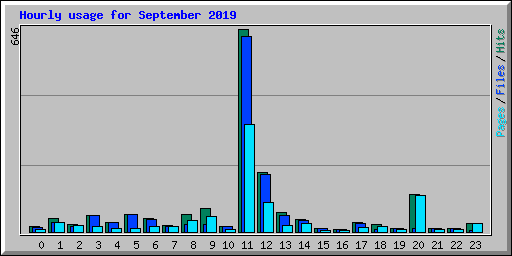 Hourly usage for September 2019
646
Pages/Files/Hits
0 1 2 3 4 5 6 7 8 9 10 11 12 13 14 15 16 17 18 19 20 21 22 23